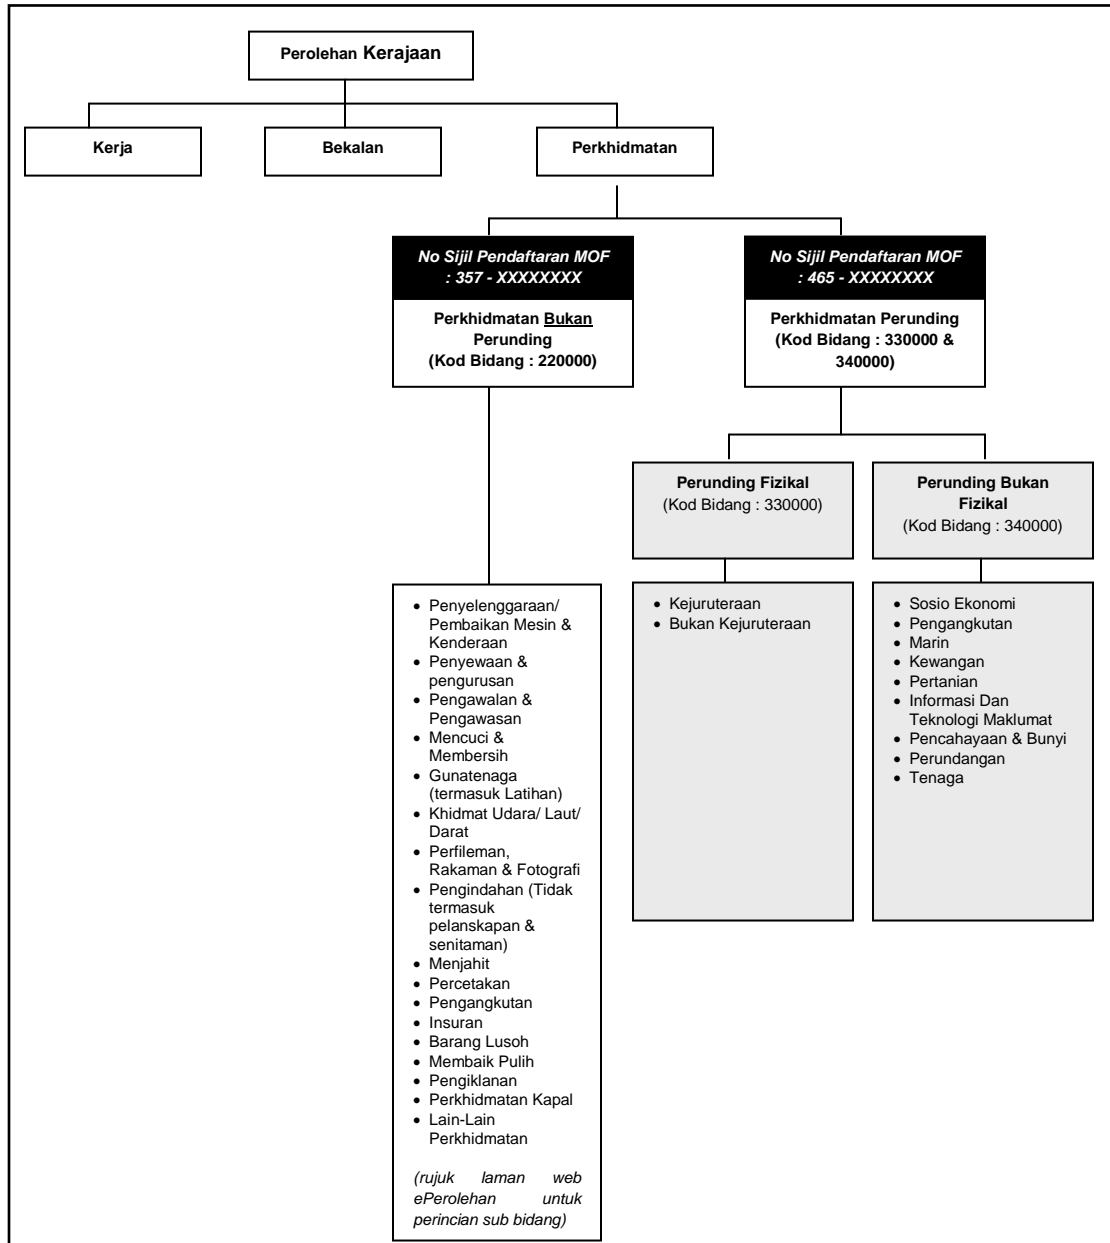 Perolehan Kerajaan
Kerja
Bekalan
Perkhidmatan
No Sijil Pendaftaran MOF
: 357 - XXXXXXXX
Perkhidmatan Bukan
Perunding
(Kod Bidang : 220000)
No Sijil Pendaftaran MOF
: 465 - XXXXXXXX
Perkhidmatan Perunding
(Kod Bidang : 330000 &
340000)
Perunding Fizikal
(Kod Bidang : 330000)
Perunding Bukan
Fizikal
(Kod Bidang : 340000)
• Penyelenggaraan/
Pembaikan Mesin &
Kenderaan
• Penyewaan &
pengurusan
• Pengawalan &
Pengawasan
• Mencuci &
Membersih
• Gunatenaga
(termasuk Latihan)
• Khidmat Udara/ Laut/
Darat
• Perfileman,
Rakaman & Fotografi
• Pengindahan (Tidak
termasuk
pelanskapan &
senitaman)
• Menjahit
• Percetakan
• Pengangkutan
• Insuran
• Barang Lusoh
• Membaik Pulih
• Pengiklanan
• Perkhidmatan Kapal
• Lain-Lain
Perkhidmatan
(rujuk laman web
ePerolehan untuk
perincian sub bidang)
• Kejuruteraan
• Bukan Kejuruteraan
• Sosio Ekonomi
• Pengangkutan
• Marin
• Kewangan
• Pertanian
• Informasi Dan
Teknologi Maklumat
• Pencahayaan & Bunyi
• Perundangan
• Tenaga